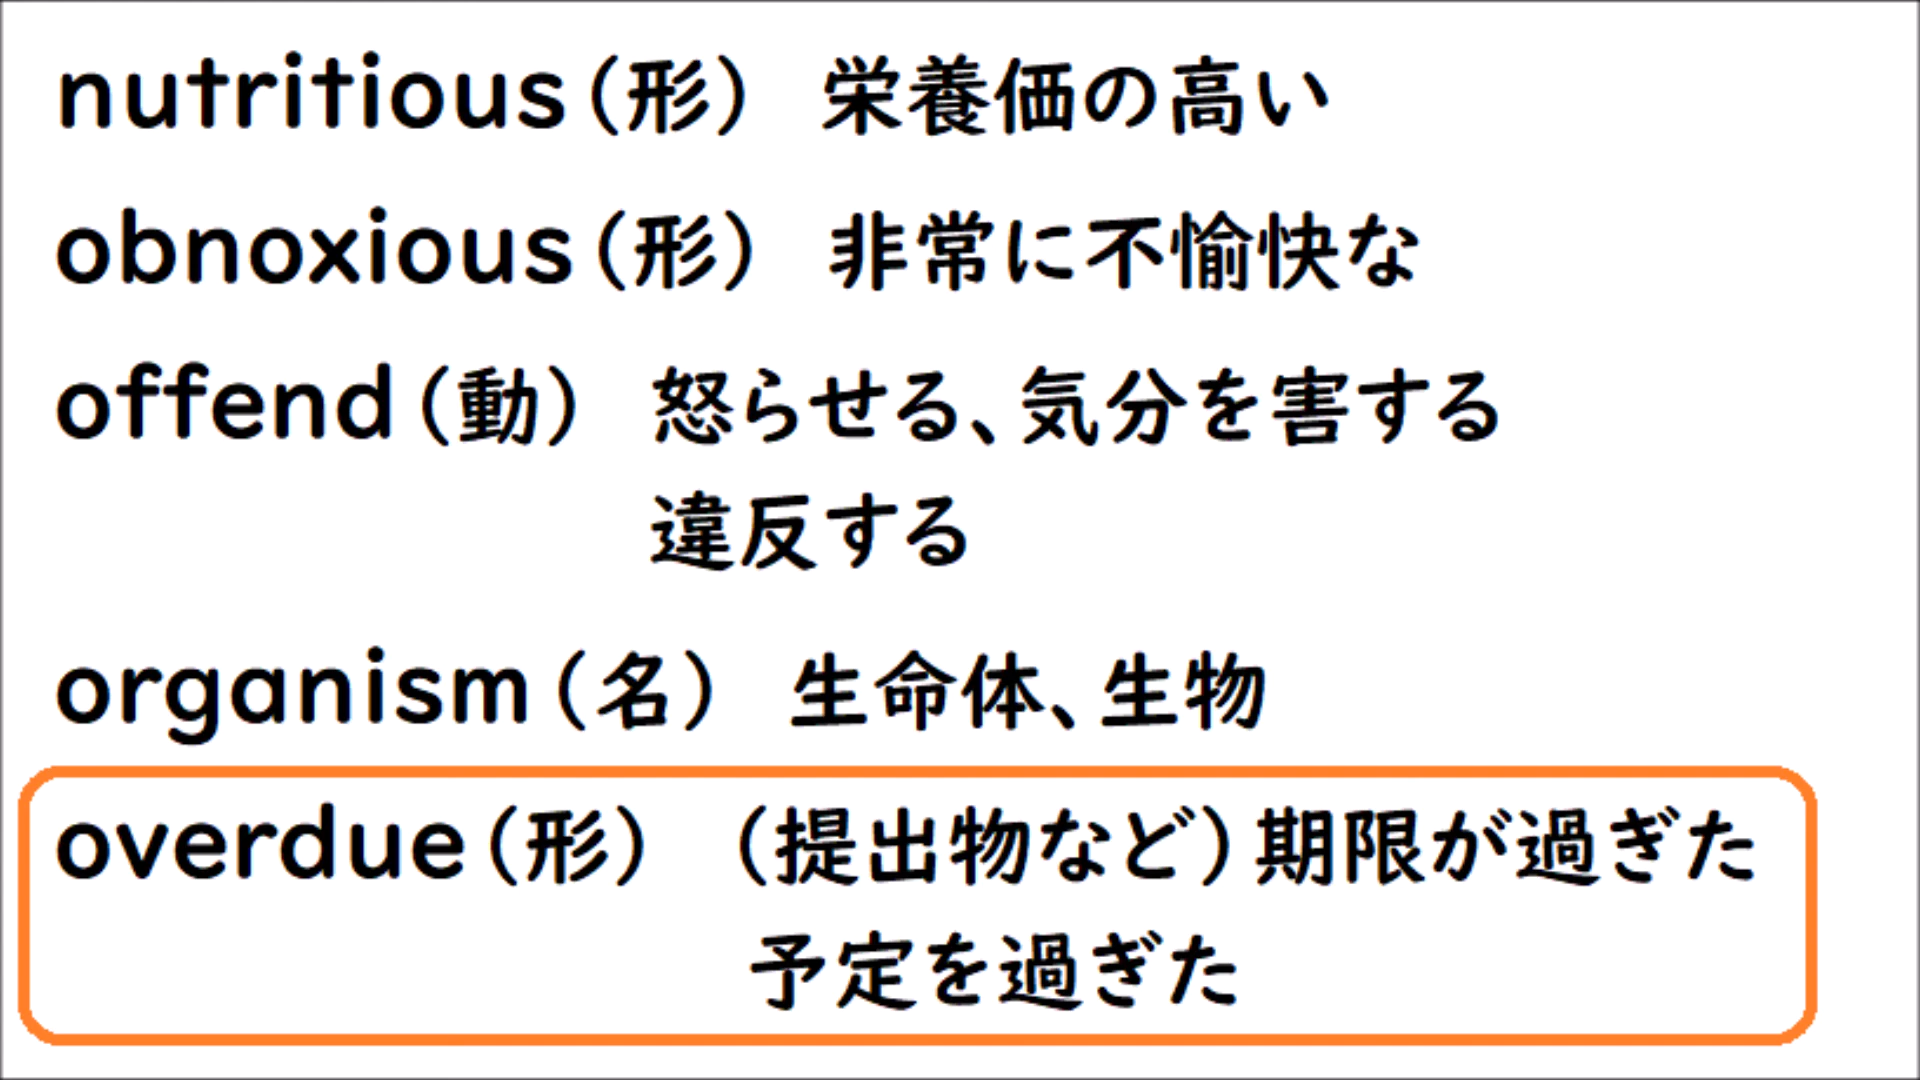 nutritious（形） 栄養価の高い
obnoxious（形） 非常に不愉快な
offend（動） 怒らせる、気分を害する
違反する
organism（名） 生命体、生物
overdue（形） （提出物など）期限が過ぎた
予定を過ぎた